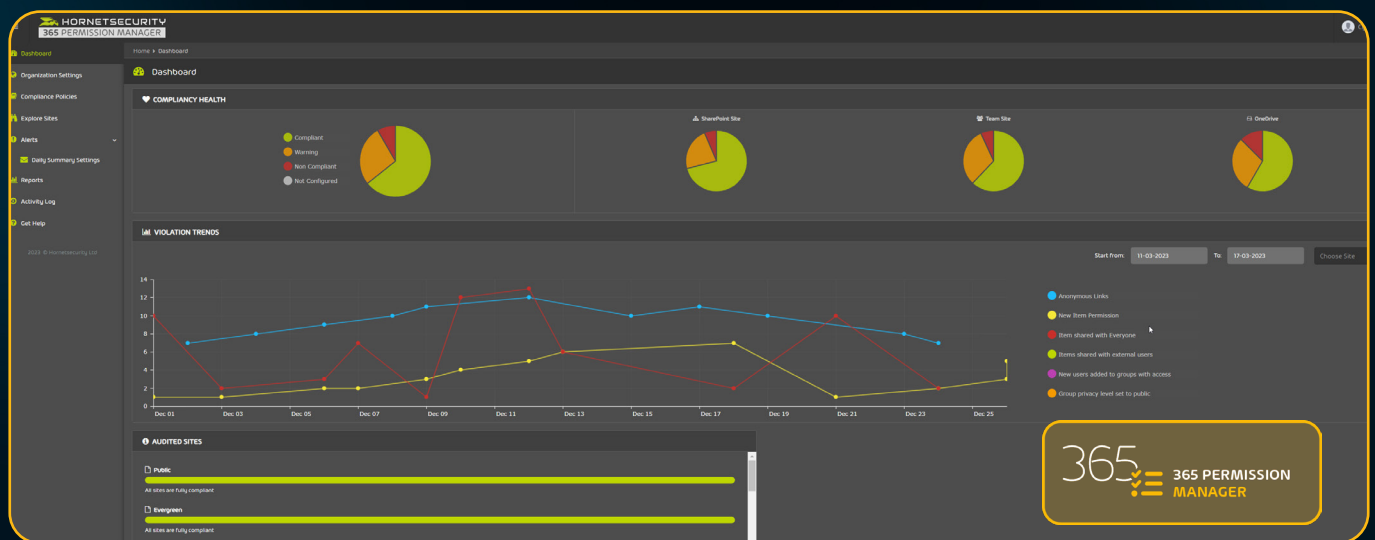 HORNETSECURITY
365 PERMISSION MANAGER
Dashboard
Organization Settings
Compliance Policies
Explore Sites
Alerts
Daily Summary Settings
Reports
Activity Log
Get Help
2023 © Hornetsecurity Ltd
Home > Dashboard
Dashboard
COMPLIANCY HEALTH
Compliant
Warning
Non Compliant
Not Configured
SharePoint Site
Team Site
OneDrive
VIOLATION TRENDS
Start from: 11-03-2023 To: 17-03-2023 Choose Site
14
12
10
8
6
4
2
0
Dec 01 Dec 03 Dec 05 Dec 07 Dec 09 Dec 11 Dec 13 Dec 15 Dec 17 Dec 19 Dec 21 Dec 23 Dec 25
Anonymous Links
New Item Permission
Item shared with Everyone
Items shared with external users
New users added to groups with access
Group privacy level set to public
AUDITED SITES
Public
All sites are fully compliant
Evergreen
All sites are fully compliant
365
365 PERMISSION
MANAGER